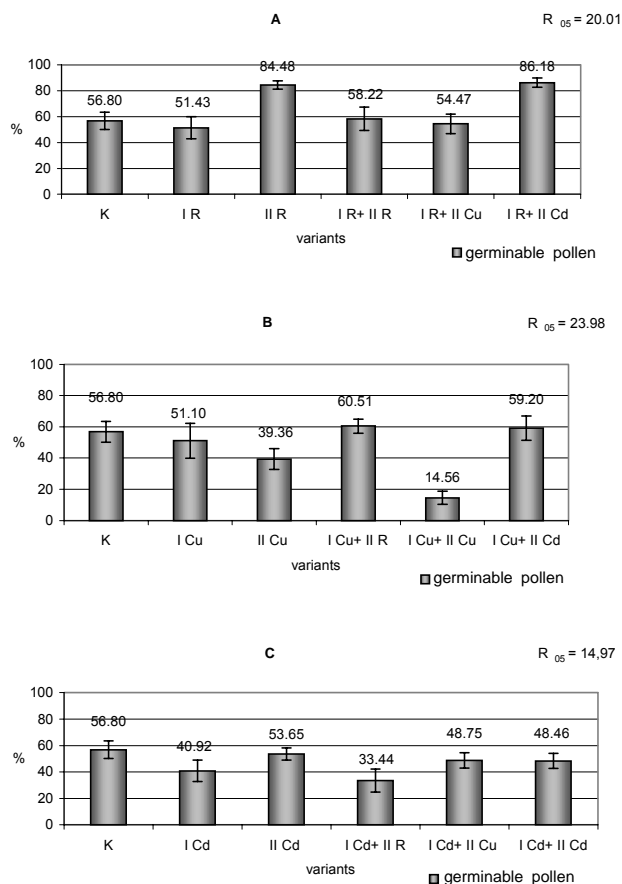 A
R 05 = 20.01
100
80
60
40
20
0
%
56.80
51.43
84.48
58.22
54.47
86.18
K
I R
II R
I R+ II R
I R+ II Cu
I R+ II Cd
variants
germinable pollen
B
R 05 = 23.98
100
80
60
40
20
0
%
56.80
51.10
39.36
60.51
14.56
59.20
K
I Cu
II Cu
I Cu+ II R
I Cu+ II Cu
I Cu+ II Cd
variants
germinable pollen
C
R 05 = 14,97
100
80
60
40
20
0
%
56.80
40.92
53.65
33.44
48.75
48.46
K
I Cd
II Cd
I Cd+ II R
I Cd+ II Cu
I Cd+ II Cd
variants
germinable pollen